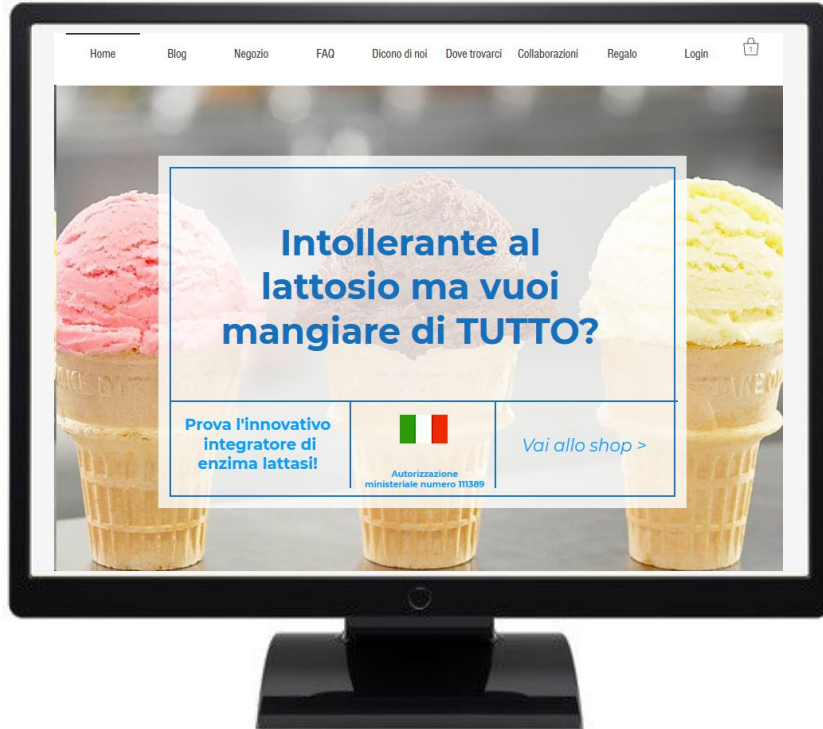 Home Blog Negozio FAQ Dicono di noi Dove trovarci Collaborazioni Regalo Login 1
Intollerante al
lattosio ma vuoi
mangiare di TUTTO?
Prova l'innovativo
integratore di
enzima lattasi!
Autorizzazione
ministeriale numero 111389
Vai allo shop >